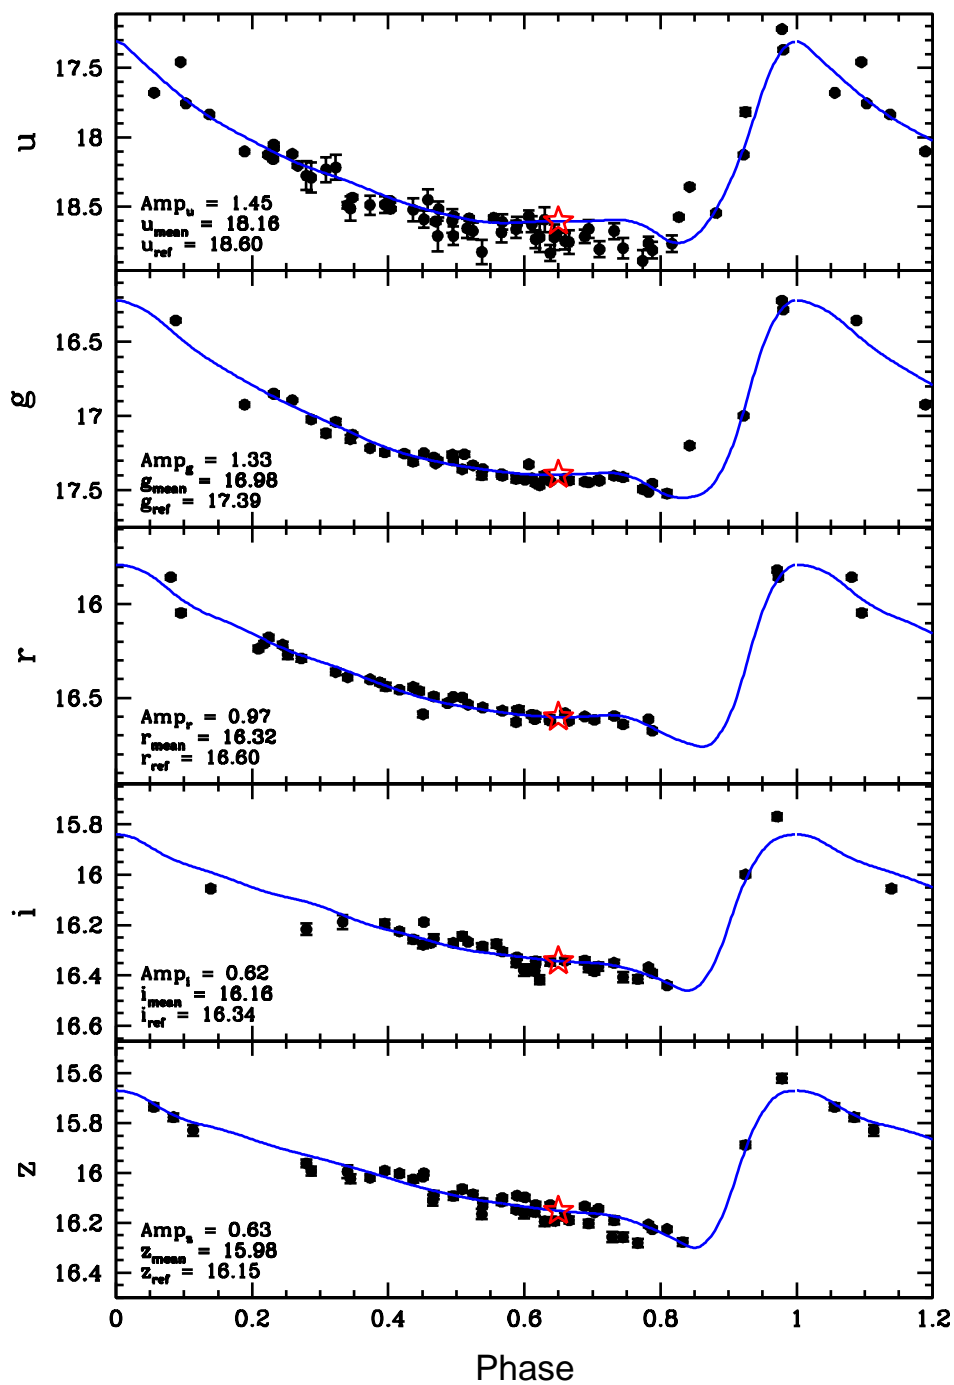 u
17.5
18
18.5
Amp_u = 1.45
u_mean = 18.16
u_ref = 18.60
g
16.5
17
17.5
Amp_g = 1.33
g_mean = 16.98
g_ref = 17.39
r
16
16.5
Amp_r = 0.97
r_mean = 16.32
r_ref = 16.60
i
15.8
16
16.2
16.4
16.6
Amp_i = 0.62
i_mean = 16.16
i_ref = 16.34
z
15.6
15.8
16
16.2
16.4
Amp_z = 0.63
z_mean = 15.98
z_ref = 16.15
0 0.2 0.4 0.6 0.8 1 1.2
Phase